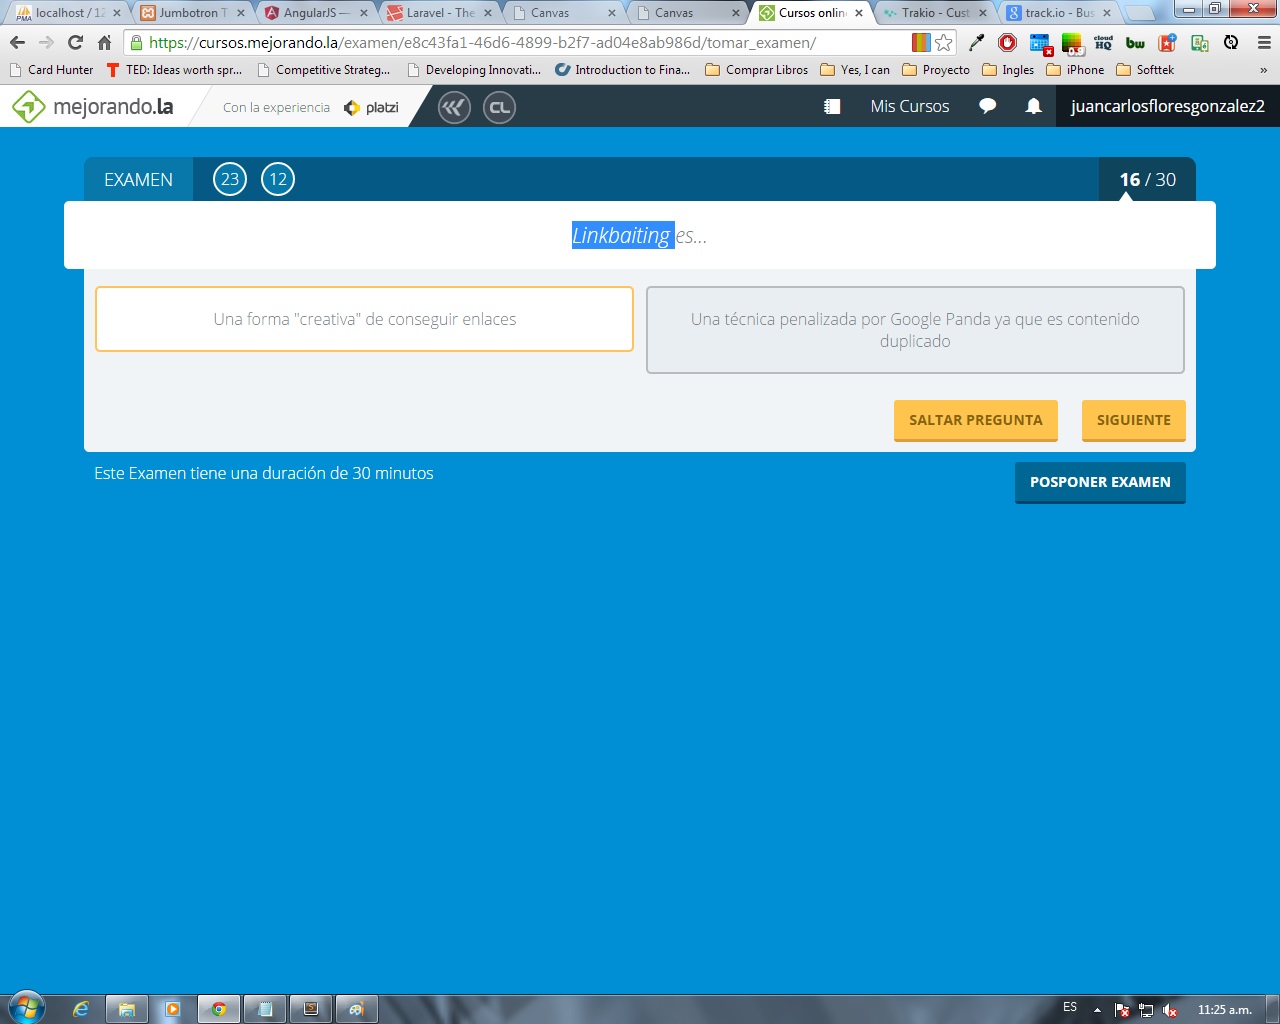 localhost / 12
Jumbotron T
AngularJS —
Laravel - The
Canvas
Canvas
Cursos online
Trakio - Cust
track.io - Bus
https://cursos.mejorando.la/examen/e8c43fa1-46d6-4899-b2f7-ad04e8ab986d/tomar_examen/
cloud HQ
bw
Card Hunter
TED: Ideas worth spr...
Competitive Strateg...
Developing Innovati...
Introduction to Fina...
Comprar Libros
Yes, I can
Proyecto
Ingles
iPhone
Softtek
»
mejorando.la
Con la experiencia
platzi
CL
Mis Cursos
juancarlosfloresgonzalez2
EXAMEN
23
12
16 / 30
Linkbaiting es...
Una forma "creativa" de conseguir enlaces
Una técnica penalizada por Google Panda ya que es contenido
duplicado
SALTAR PREGUNTA
SIGUIENTE
Este Examen tiene una duración de 30 minutos
POSPONER EXAMEN
ES
11:25 a.m.